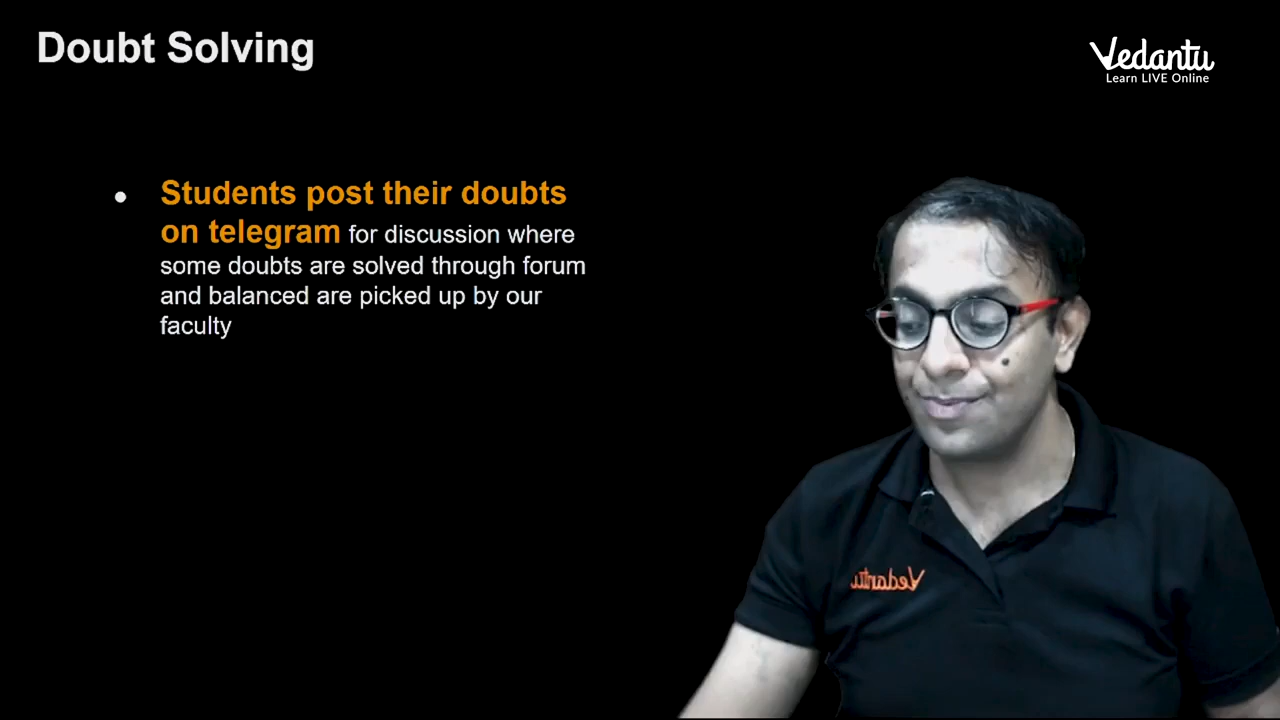 Doubt Solving
Vedantu
Learn LIVE Online
● Students post their doubts
on telegram for discussion where
some doubts are solved through forum
and balanced are picked up by our
faculty
Vedantu